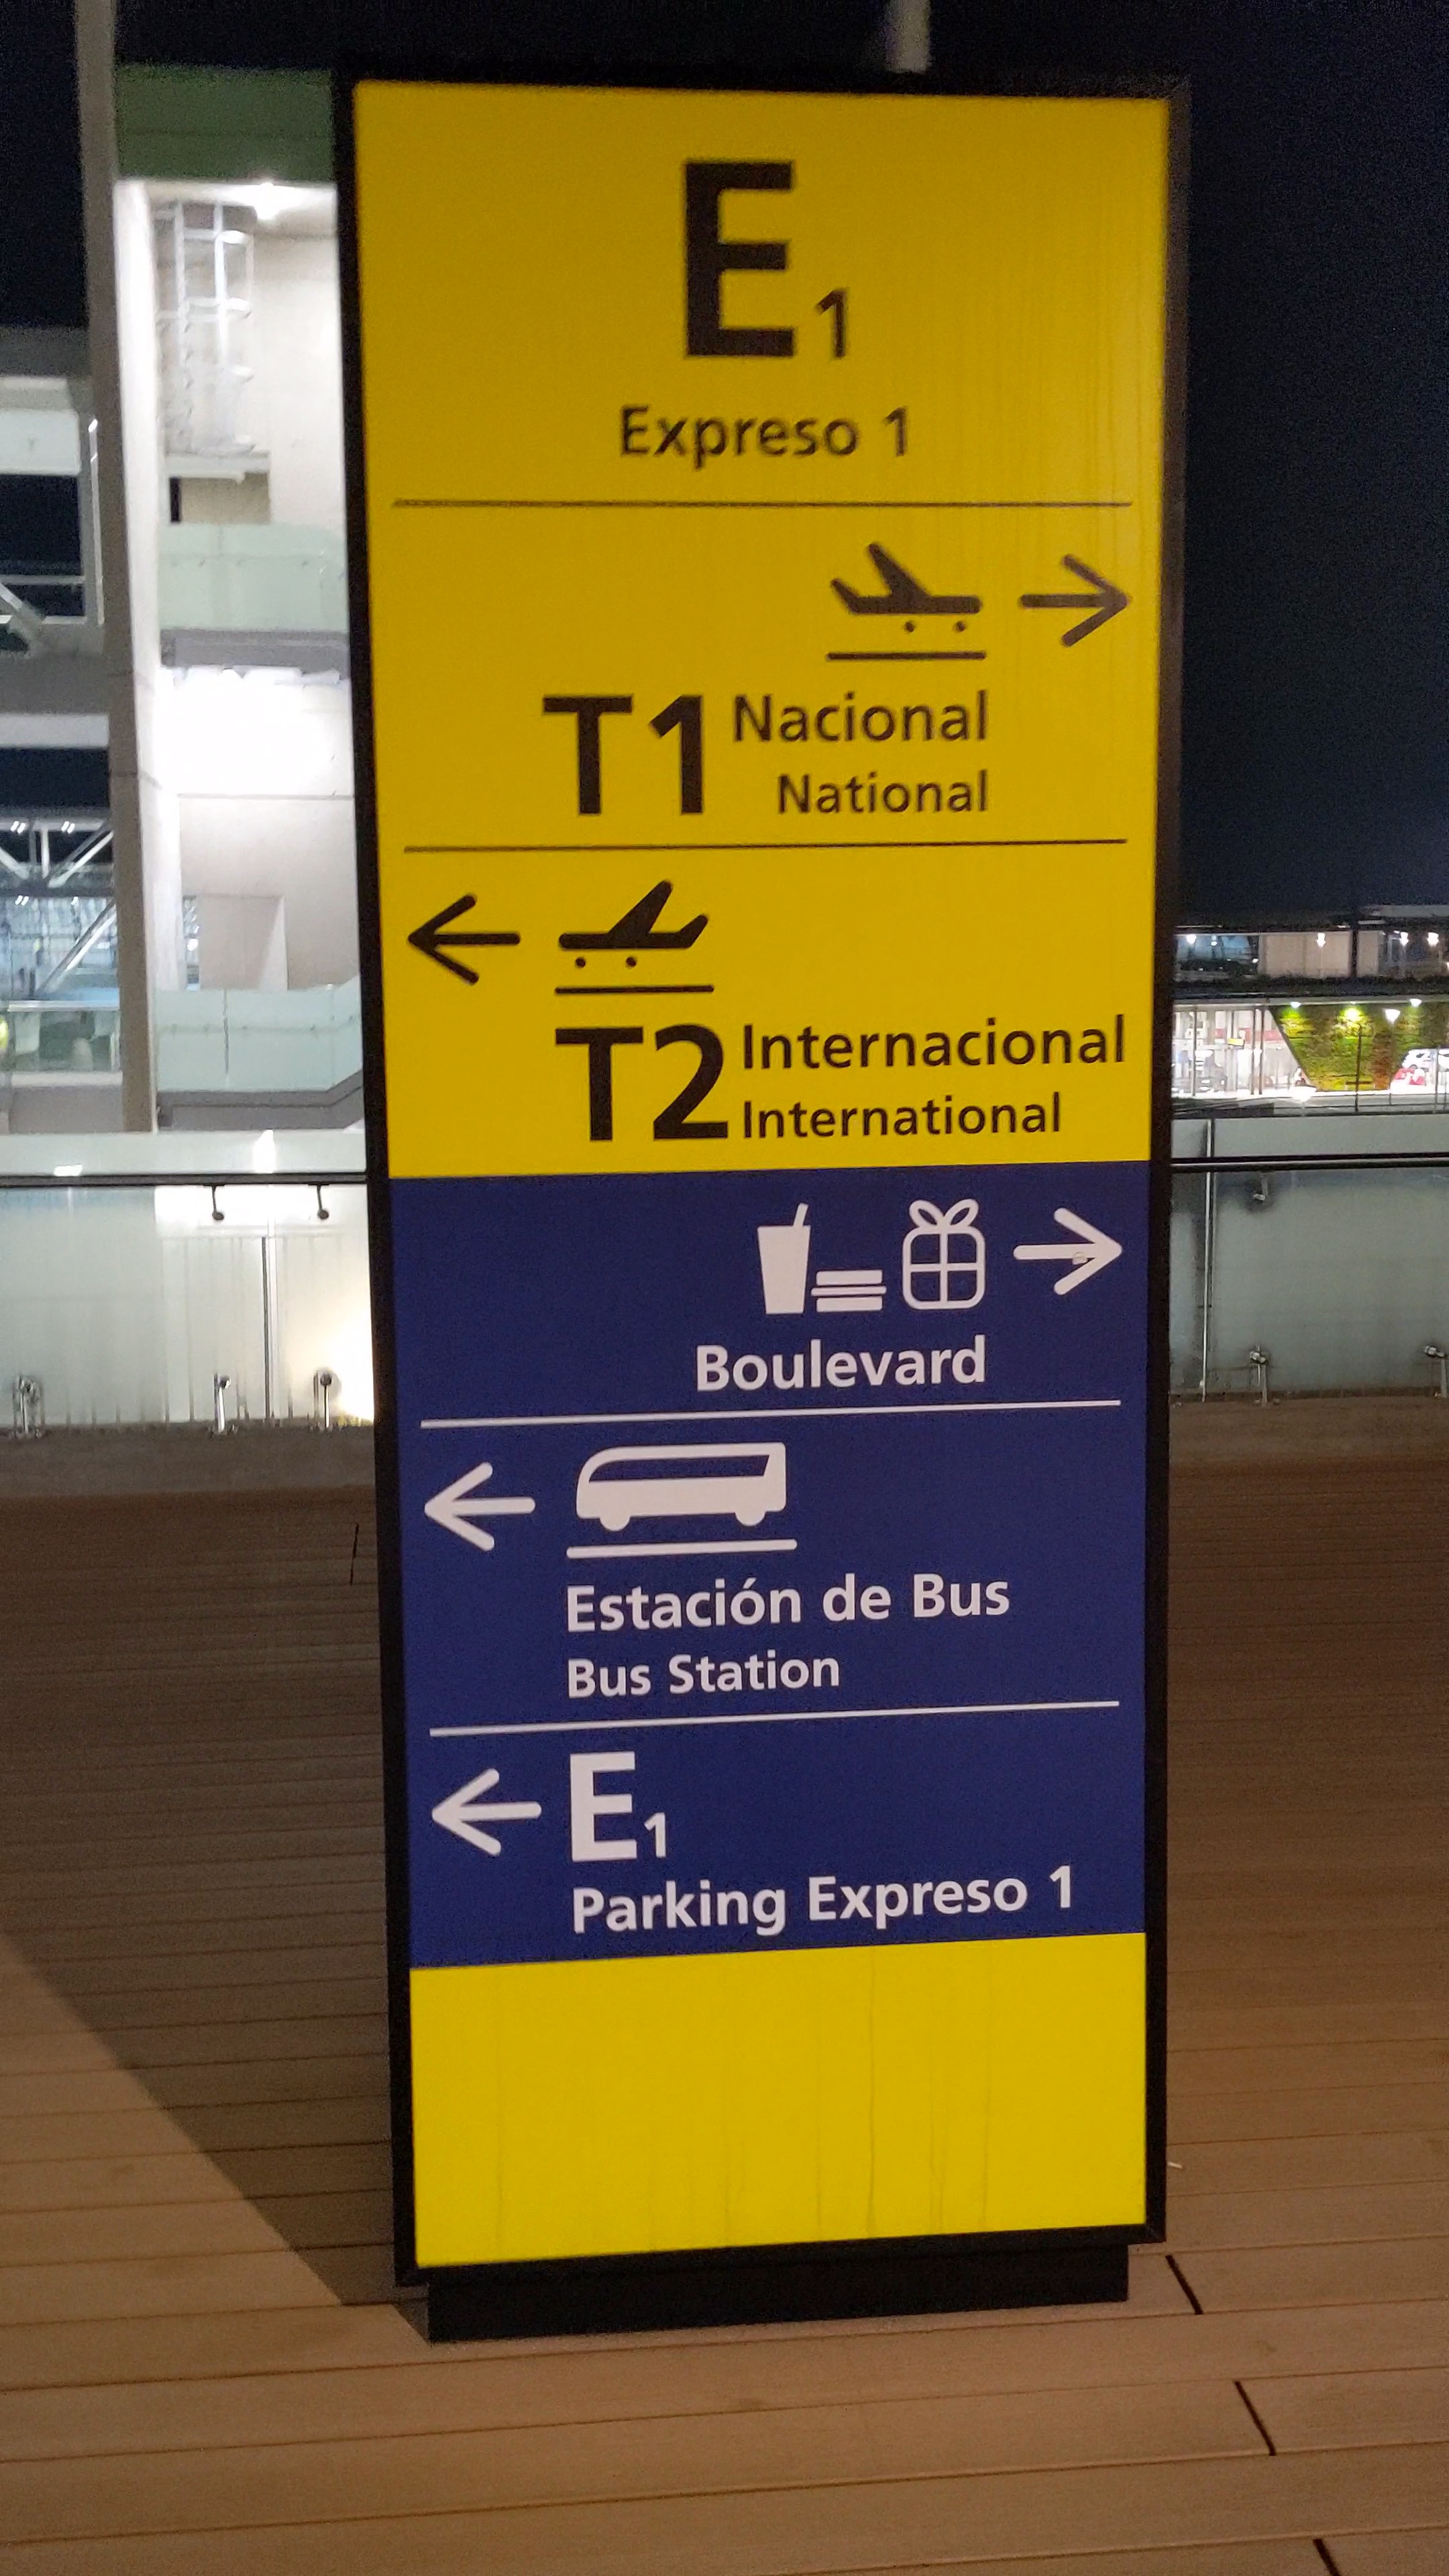 E1
Expreso 1
T1 Nacional
National
T2 Internacional
International
Boulevard
Estación de Bus
Bus Station
E1
Parking Expreso 1